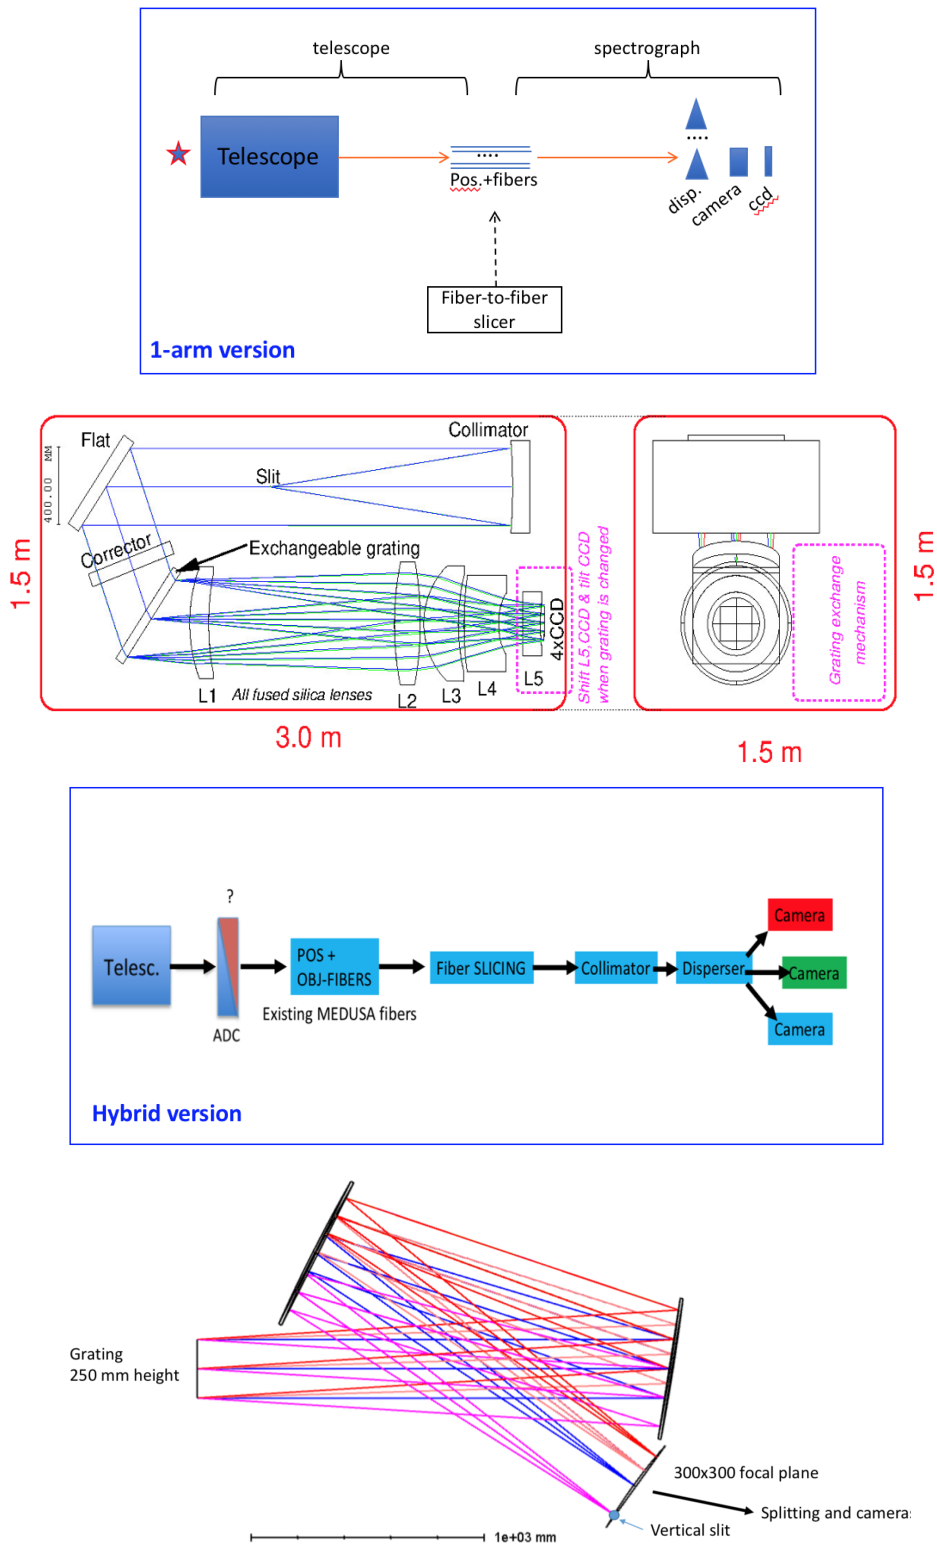 telescope
spectrograph
Telescope
....
Pos.+fibers
....
disp.
camera
ccd
Fiber-to-fiber
slicer
1-arm version
Flat
Collimator
400.00 MM
Slit
Corrector
Exchangeable grating
1.5 m
L1
All fused silica lenses
L2
L3
L4
L5
4xCCD
Shift L5,CCD & tilt CCD
when grating is changed
Grating exchange
mechanism
1.5 m
3.0 m
1.5 m
?
Telesc.
ADC
POS +
OBJ-FIBERS
Existing MEDUSA fibers
Fiber SLICING
Collimator
Disperser
Camera
Camera
Camera
Hybrid version
Grating
250 mm height
300x300 focal plane
Splitting and cameras
Vertical slit
1e+03 mm